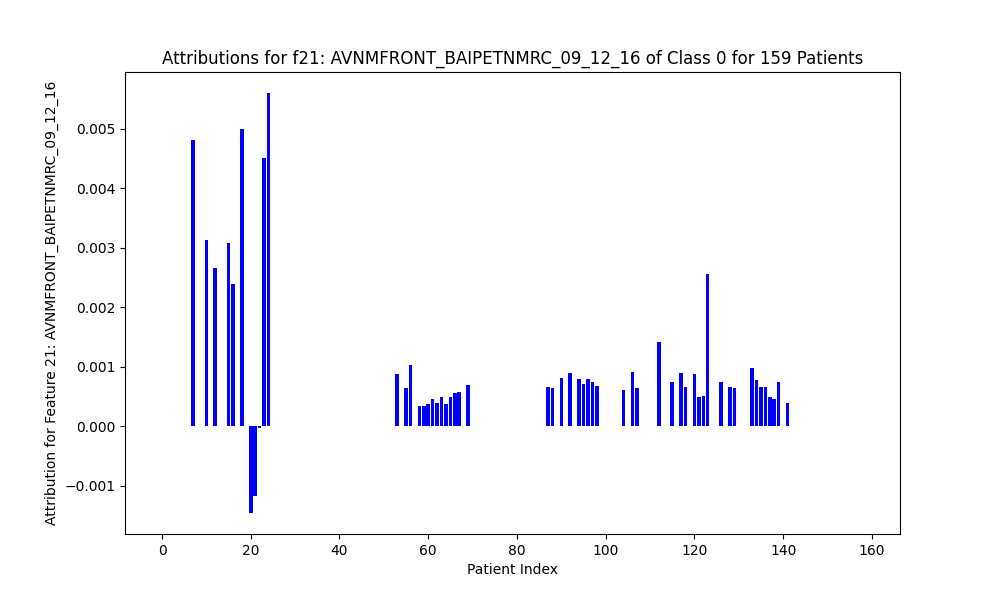 Attributions for f21: AVNMFRONT_BAIPETNMRC_09_12_16 of Class 0 for 159 Patients
Attribution for Feature 21: AVNMFRONT_BAIPETNMRC_09_12_16
0.005
0.004
0.003
0.002
0.001
0.000
−0.001
0 20 40 60 80 100 120 140 160
Patient Index